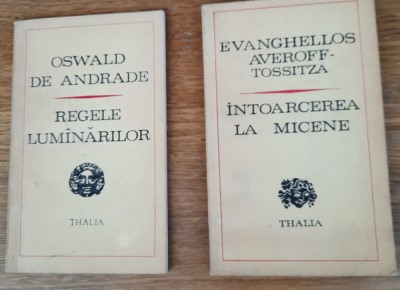 OSWALD
DE ANDRADE
REGELE
LUMÎNĂRILOR
THALIA
EVANGHELLOS
AVEROFF-
TOSSITZA
ÎNTOARCEREA
LA MICENE
THALIA